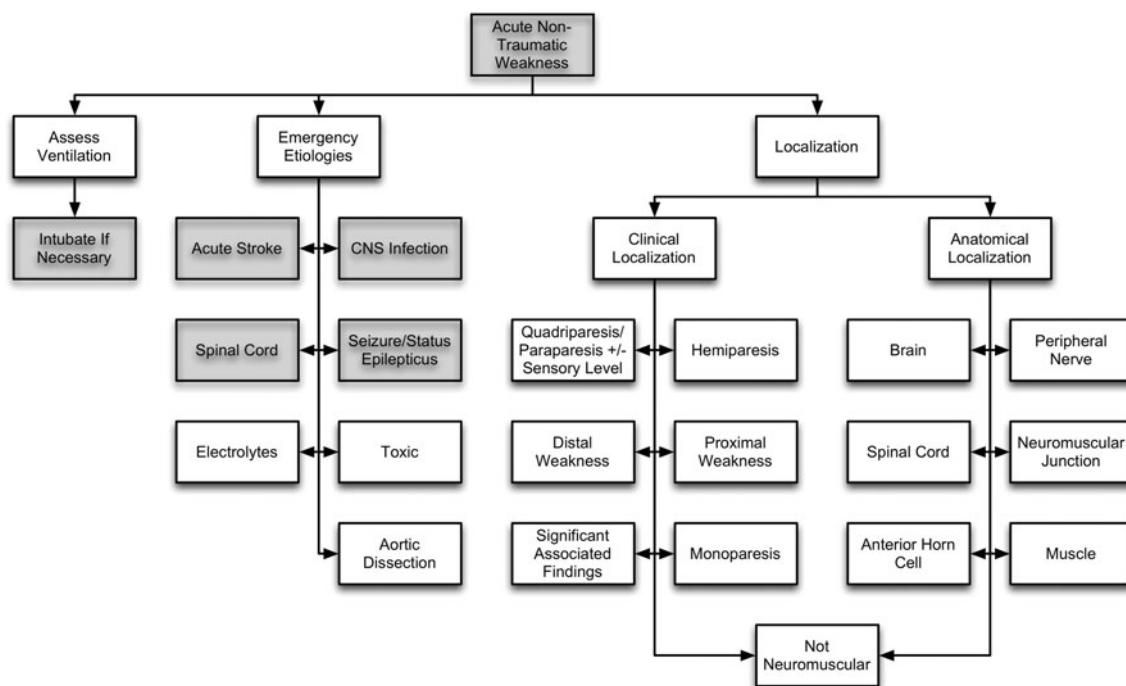 Acute Non-
Traumatic
Weakness
Assess
Ventilation
Emergency
Etiologies
Localization
Intubate If
Necessary
Acute Stroke
CNS Infection
Clinical
Localization
Anatomical
Localization
Spinal Cord
Seizure/Status
Epilepticus
Quadriparesis/
Paraparesis +/-
Sensory Level
Hemiparesis
Brain
Peripheral
Nerve
Electrolytes
Toxic
Distal
Weakness
Proximal
Weakness
Spinal Cord
Neuromuscular
Junction
Aortic
Dissection
Significant
Associated
Findings
Monoparesis
Anterior Horn
Cell
Muscle
Not
Neuromuscular